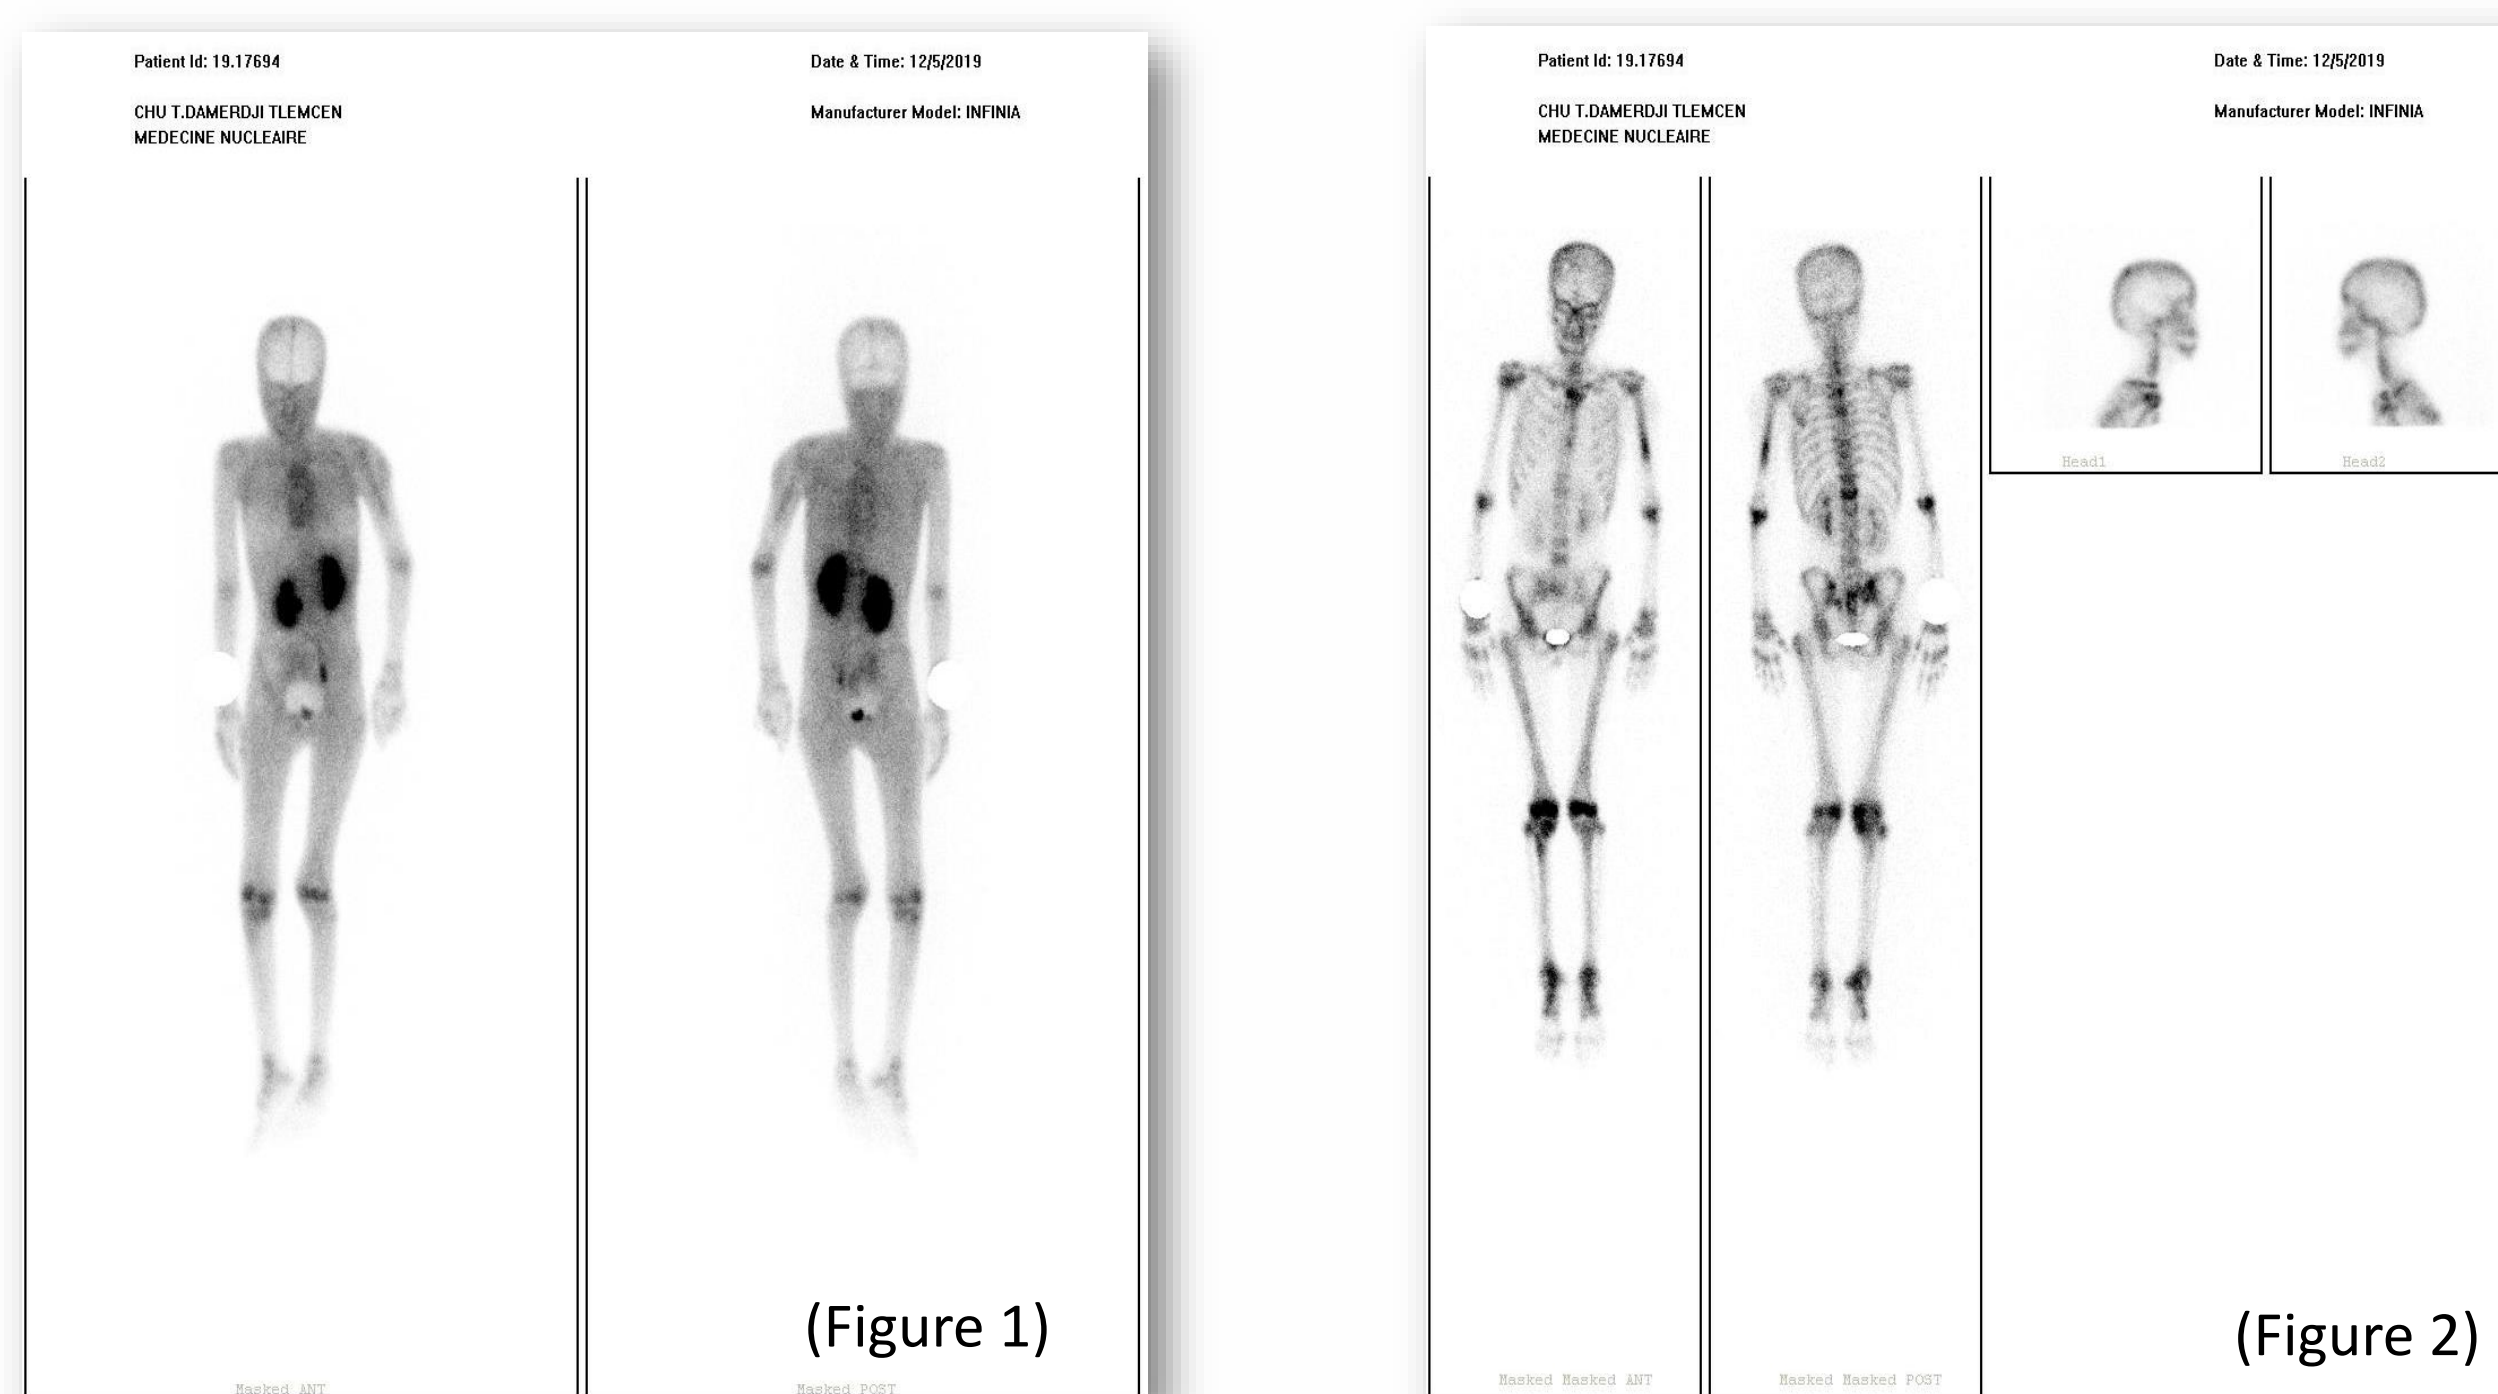 Patient Id: 19.17694
Date & Time: 12/5/2019
CHU T.DAMERDJI TLEMCEN
Manufacturer Model: INFINIA
MEDECINE NUCLEAIRE
Masked ANT
Masked POST
(Figure 1)
Patient Id: 19.17694
Date & Time: 12/5/2019
CHU T.DAMERDJI TLEMCEN
Manufacturer Model: INFINIA
MEDECINE NUCLEAIRE
Head1
Head2
Masked Masked ANT
Masked Masked POST
(Figure 2)